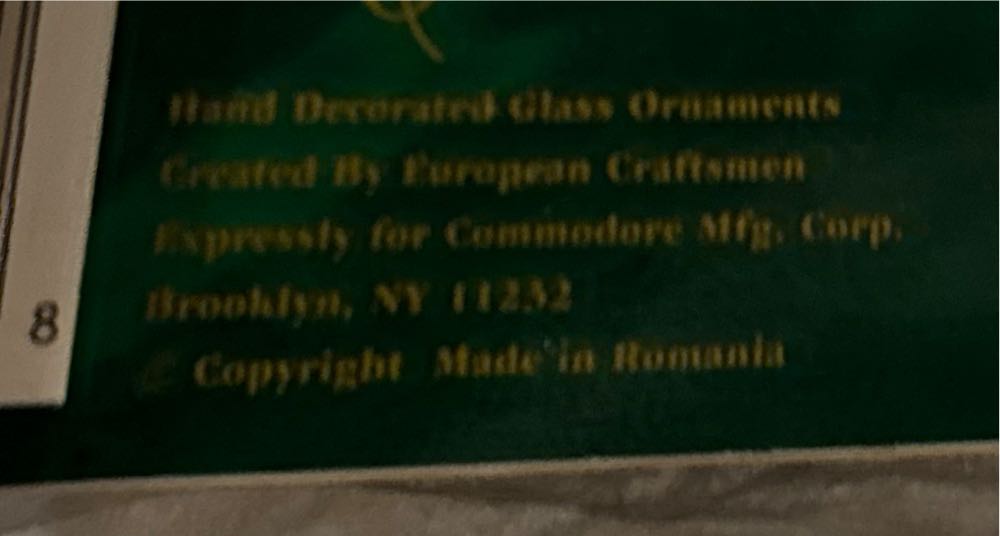 Hand Decorated Glass Ornaments
Created By European Craftsmen
Expressly for Commodore Mfg. Corp.
Brooklyn, NY 11232
© Copyright Made in Romania
8